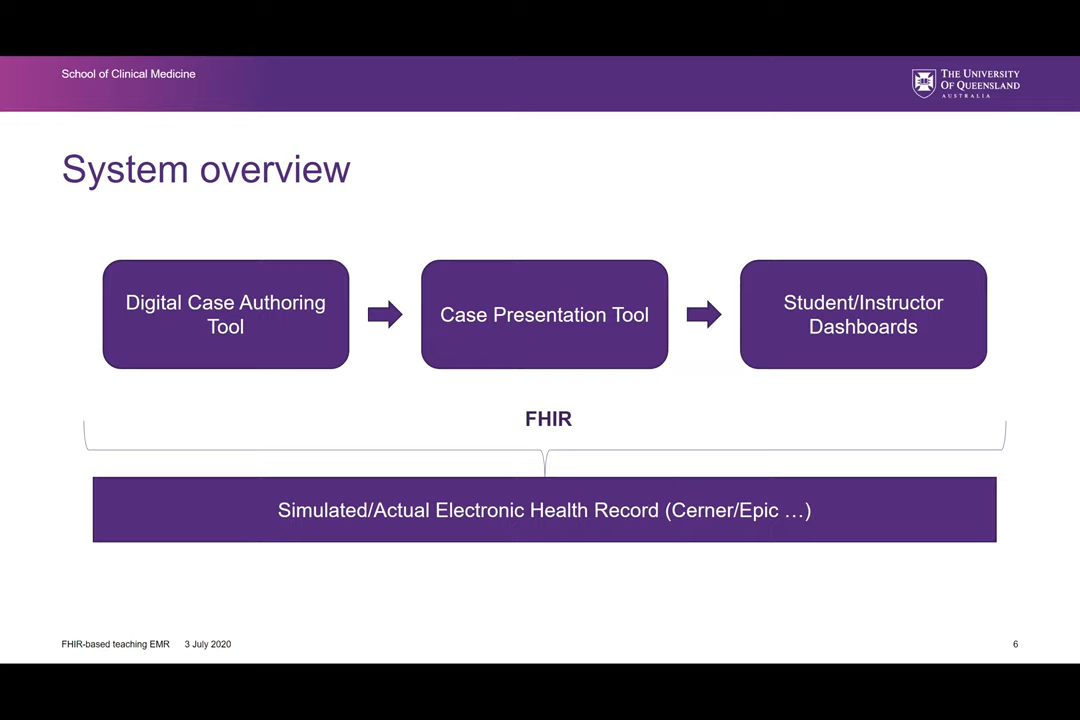 School of Clinical Medicine
THE UNIVERSITY
OF QUEENSLAND
AUSTRALIA
System overview
Digital Case Authoring
Tool
Case Presentation Tool
Student/Instructor
Dashboards
FHIR
Simulated/Actual Electronic Health Record (Cerner/Epic …)
FHIR-based teaching EMR 3 July 2020
6